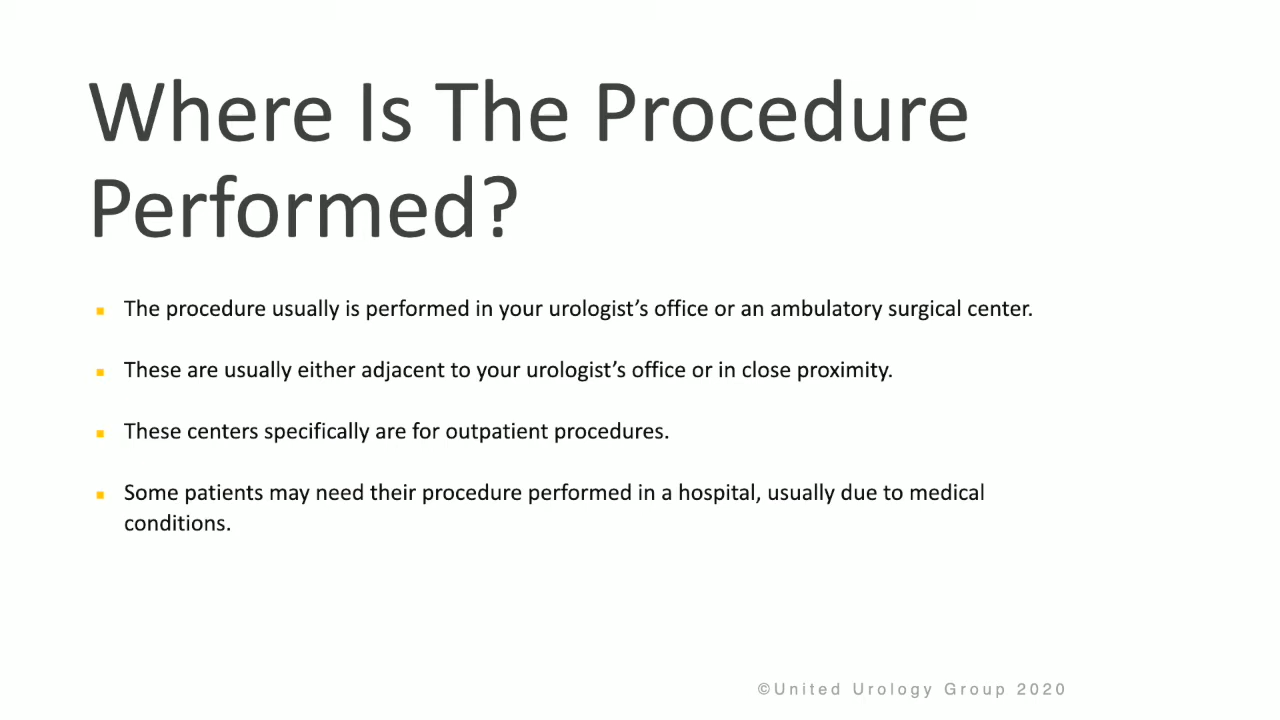 Where Is The Procedure
Performed?
The procedure usually is performed in your urologist’s office or an ambulatory surgical center.
These are usually either adjacent to your urologist’s office or in close proximity.
These centers specifically are for outpatient procedures.
Some patients may need their procedure performed in a hospital, usually due to medical
conditions.
©United Urology Group 2020